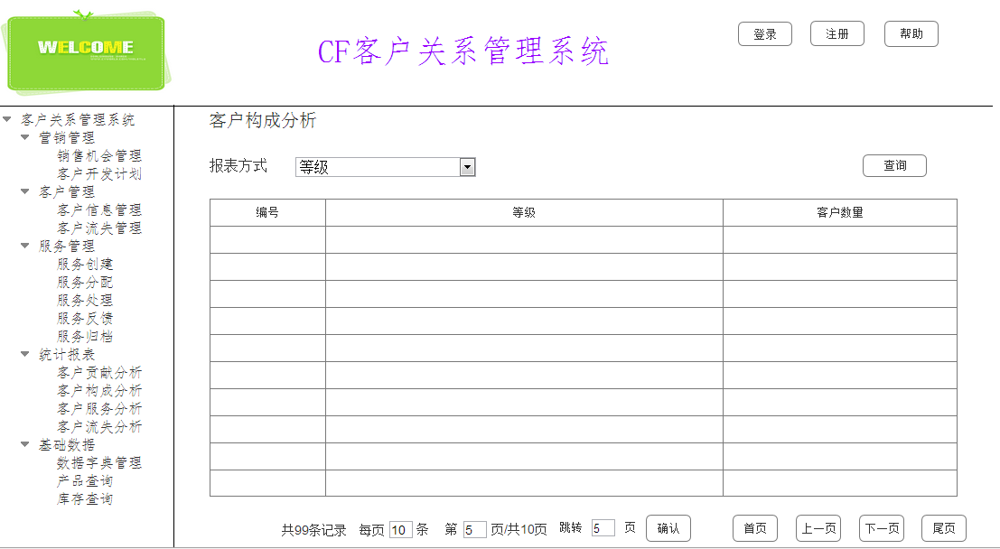 WELCOME
CF客户关系管理系统
登录 注册 帮助
客户关系管理系统
营销管理
销售机会管理
客户开发计划
客户管理
客户信息管理
客户流失管理
服务管理
服务创建
服务分配
服务处理
服务反馈
服务归档
统计报表
客户贡献分析
客户构成分析
客户服务分析
客户流失分析
基础数据
数据字典管理
产品查询
库存查询
客户构成分析
报表方式 等级 查询
编号 等级 客户数量
共99条记录 每页 10 条 第 5 页/共10页 跳转 5 页 确认 首页 上一页 下一页 尾页